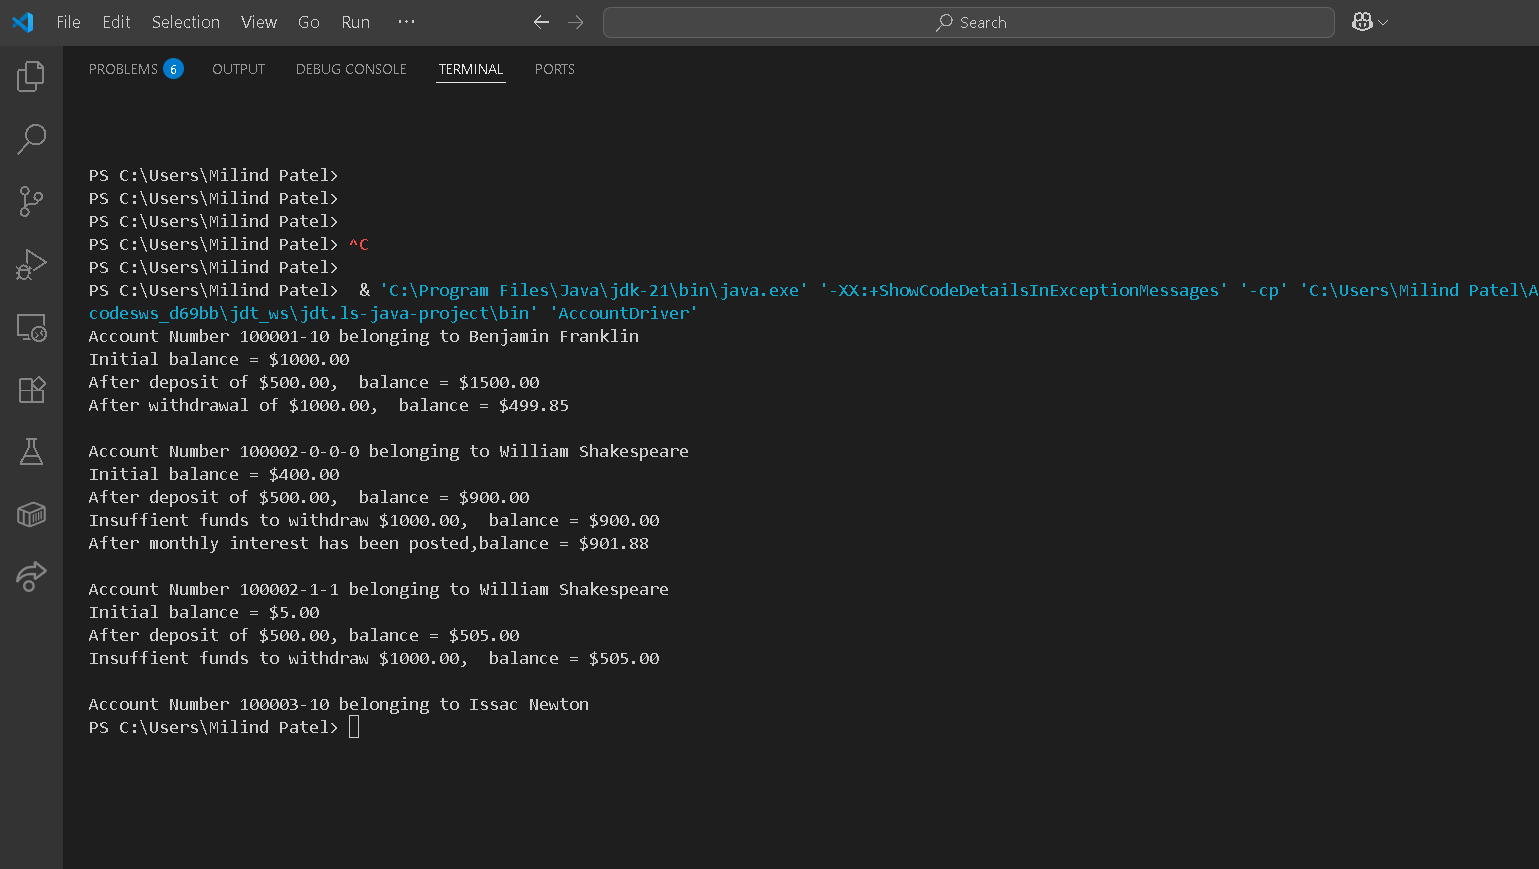 File Edit Selection View Go Run ··· Search
PROBLEMS 6 OUTPUT DEBUG CONSOLE TERMINAL PORTS
PS C:\Users\Milind Patel>
PS C:\Users\Milind Patel>
PS C:\Users\Milind Patel>
PS C:\Users\Milind Patel> ^C
PS C:\Users\Milind Patel>
PS C:\Users\Milind Patel>  & 'C:\Program Files\Java\jdk-21\bin\java.exe' '-XX:+ShowCodeDetailsInExceptionMessages' '-cp' 'C:\Users\Milind Patel\A
codesws_d69bb\jdt_ws\jdt.ls-java-project\bin' 'AccountDriver'
Account Number 100001-10 belonging to Benjamin Franklin
Initial balance = $1000.00
After deposit of $500.00,  balance = $1500.00
After withdrawal of $1000.00,  balance = $499.85
Account Number 100002-0-0-0 belonging to William Shakespeare
Initial balance = $400.00
After deposit of $500.00,  balance = $900.00
Insuffient funds to withdraw $1000.00,  balance = $900.00
After monthly interest has been posted,balance = $901.88
Account Number 100002-1-1 belonging to William Shakespeare
Initial balance = $5.00
After deposit of $500.00, balance = $505.00
Insuffient funds to withdraw $1000.00,  balance = $505.00
Account Number 100003-10 belonging to Issac Newton
PS C:\Users\Milind Patel>